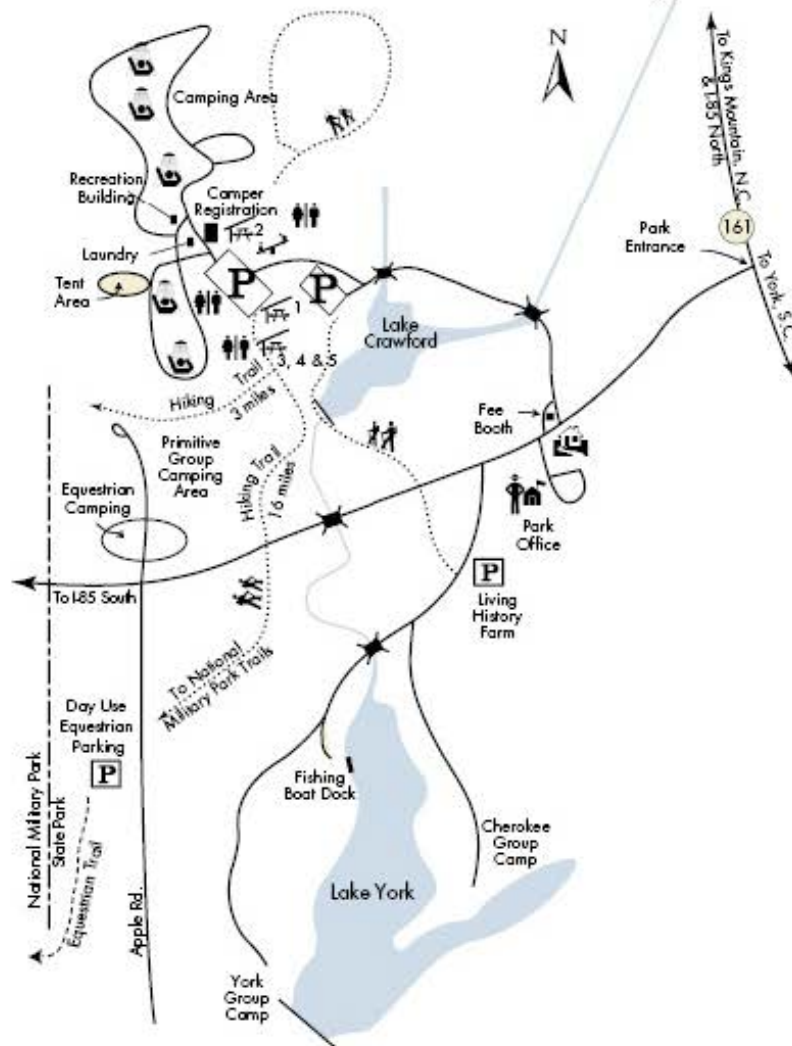 N
To Kings Mountain, N.C.
& I-85 North
161
To York, S.C.
Park
Entrance
Camping Area
Recreation
Building
Camper
Registration
2
Laundry
P
P
Tent
Area
1
3, 4 & 5
Lake
Crawford
Hiking Trail
3 miles
Fee
Booth
Primitive
Group
Camping
Area
Hiking Trail
16 miles
Equestrian
Camping
Park
Office
P
Living
History
Farm
To I-85 South
To National
Military Park Trails
Day Use
Equestrian
Parking
P
Fishing
Boat Dock
Cherokee
Group
Camp
National Military Park
State Park
Equestrian Trail
Apple Rd.
Lake York
York
Group
Camp